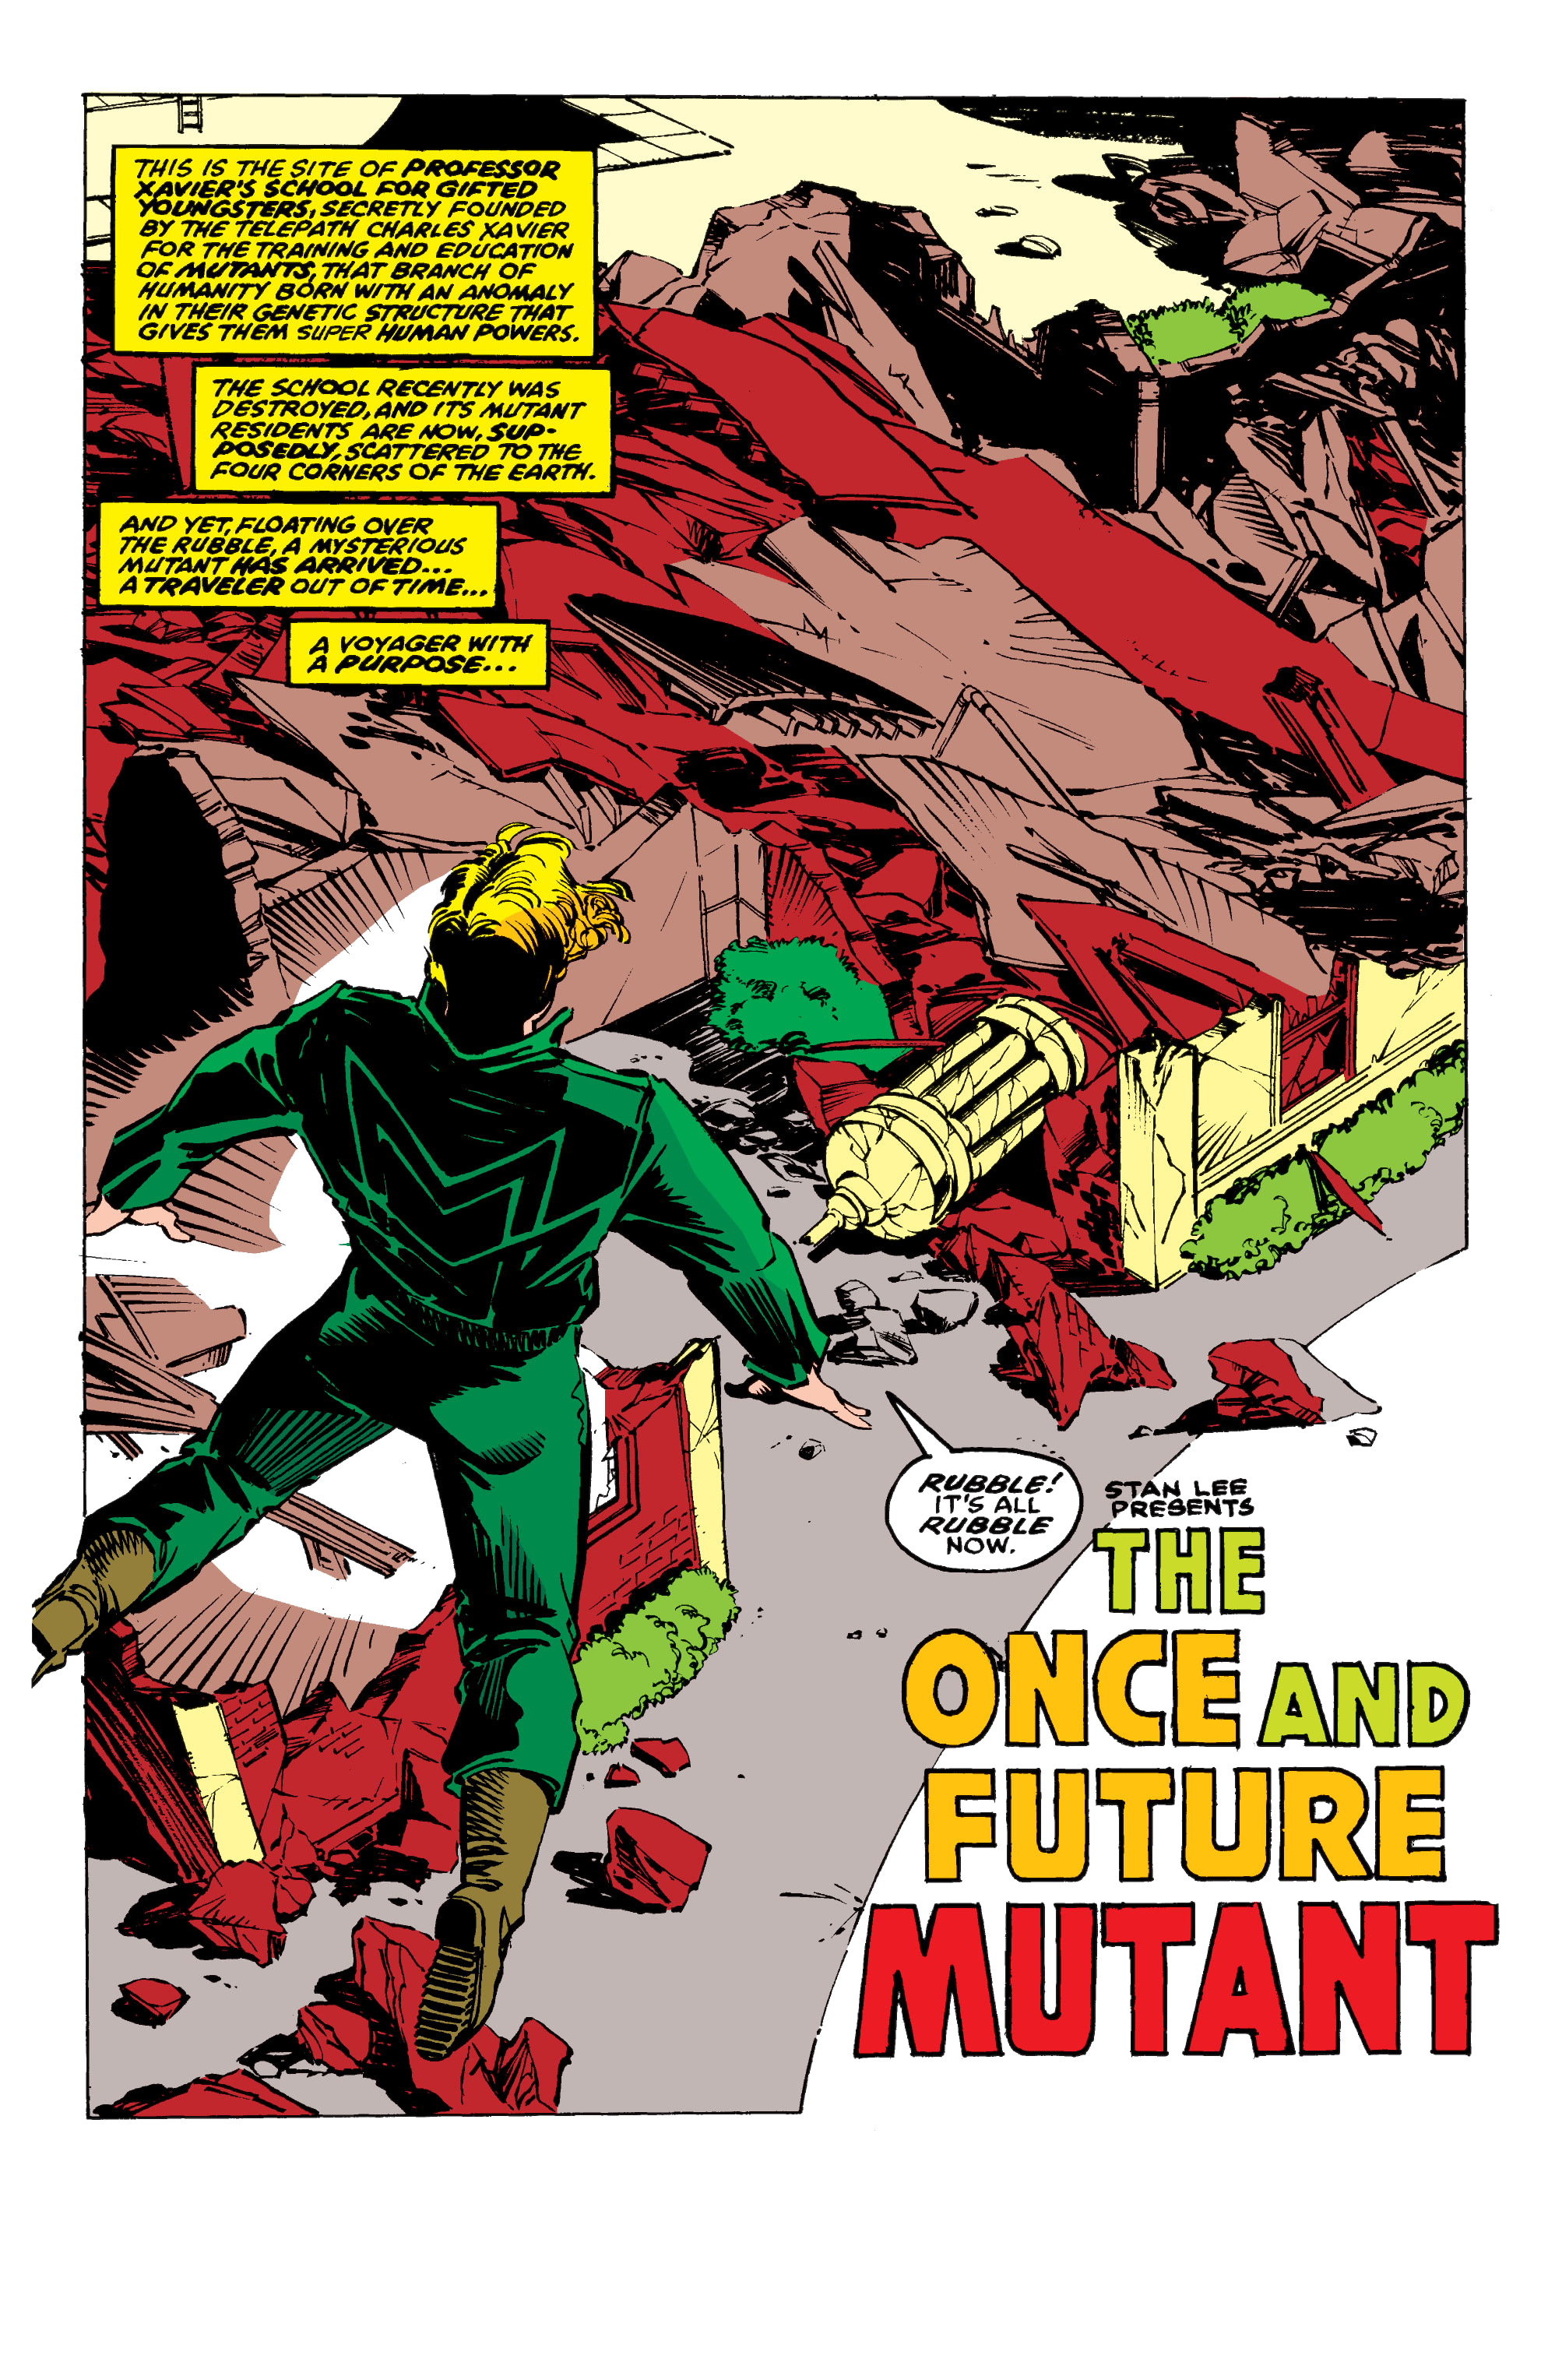 THIS IS THE SITE OF PROFESSOR
XAVIER'S SCHOOL FOR GIFTED
YOUNGSTERS, SECRETLY FOUNDED
BY THE TELEPATH CHARLES XAVIER
FOR THE TRAINING AND EDUCATION
OF MUTANTS, THAT BRANCH OF
HUMANITY BORN WITH AN ANOMALY
IN THEIR GENETIC STRUCTURE THAT
GIVES THEM SUPER HUMAN POWERS.
THE SCHOOL RECENTLY WAS
DESTROYED, AND ITS MUTANT
RESIDENTS ARE NOW, SUP-
POSEDLY, SCATTERED TO THE
FOUR CORNERS OF THE EARTH.
AND YET, FLOATING OVER
THE RUBBLE, A MYSTERIOUS
MUTANT HAS ARRIVED...
A TRAVELER OUT OF TIME...
A VOYAGER WITH
A PURPOSE...
RUBBLE!
IT'S ALL
RUBBLE
NOW.
STAN LEE
PRESENTS
THE
ONCE AND
FUTURE
MUTANT